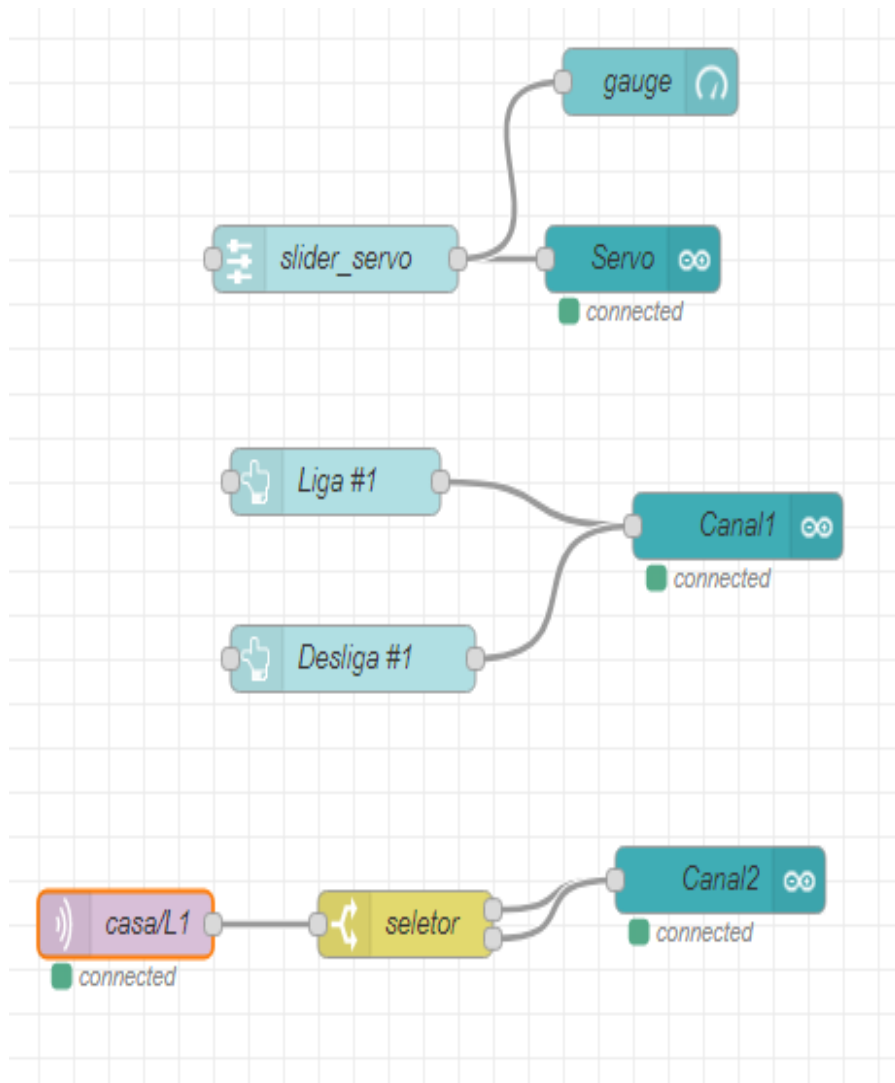 gauge
slider_servo
Servo
connected
Liga #1
Canal1
connected
Desliga #1
Canal2
casa/L1
seletor
connected
connected